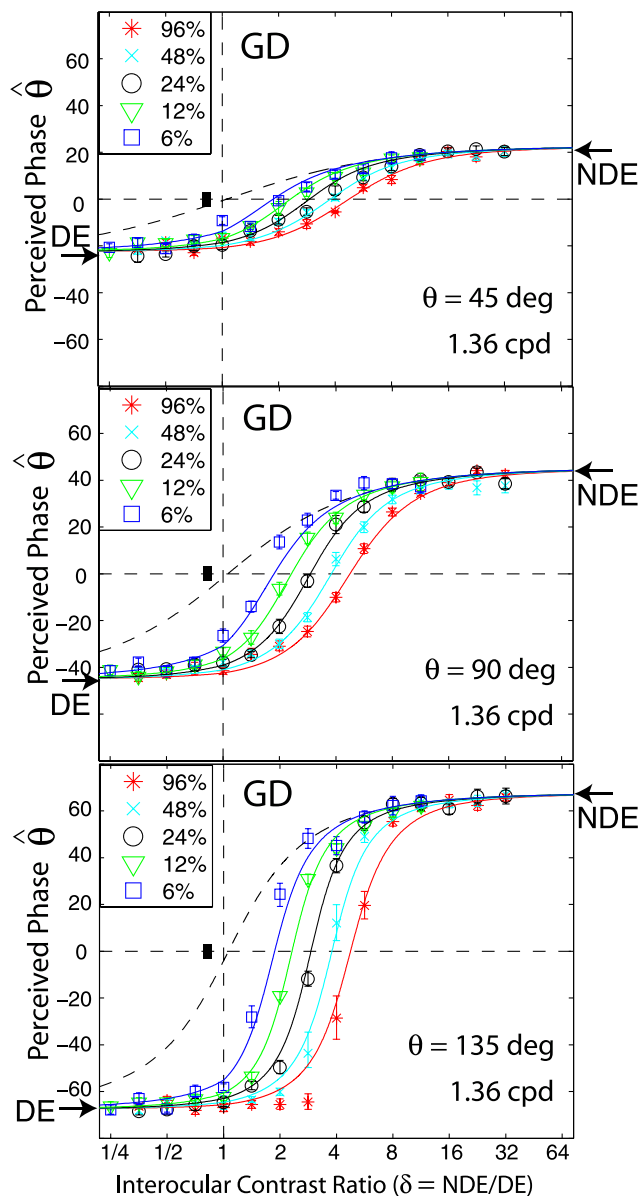 96%
48%
24%
12%
6%
GD
60
40
20
0
−20
−40
−60
Perceived Phase θ̂
DE
NDE
θ = 45 deg
1.36 cpd
96%
48%
24%
12%
6%
GD
60
40
20
0
−20
−40
−60
Perceived Phase θ̂
DE
NDE
θ = 90 deg
1.36 cpd
96%
48%
24%
12%
6%
GD
60
40
20
0
−20
−40
−60
Perceived Phase θ̂
DE
NDE
θ = 135 deg
1.36 cpd
1/4 1/2 1 2 4 8 16 32 64
Interocular Contrast Ratio (δ = NDE/DE)